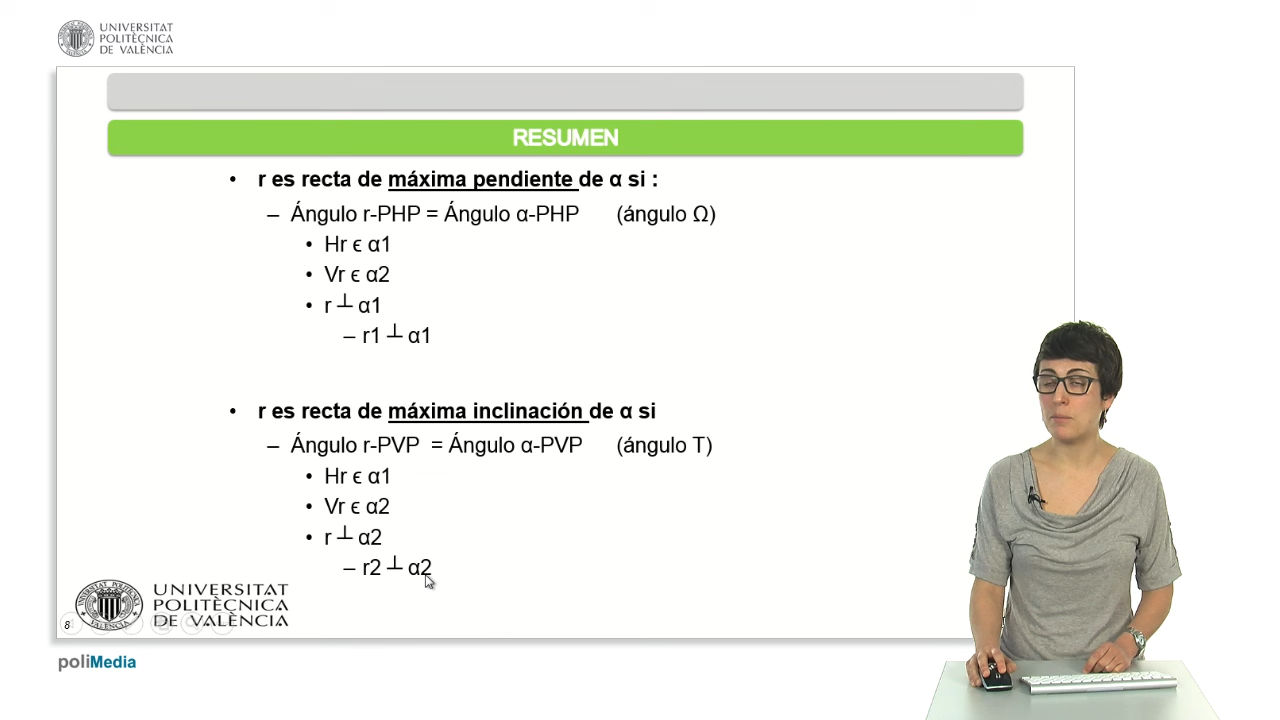 UNIVERSITAT
POLITÈCNICA
DE VALÈNCIA
RESUMEN
• r es recta de máxima pendiente de α si :
– Ángulo r-PHP = Ángulo α-PHP (ángulo Ω)
• Hr ϵ α1
• Vr ϵ α2
• r ┴ α1
– r1 ┴ α1
• r es recta de máxima inclinación de α si
– Ángulo r-PVP = Ángulo α-PVP (ángulo T)
• Hr ϵ α1
• Vr ϵ α2
• r ┴ α2
– r2 ┴ α2
UNIVERSITAT
POLITÈCNICA
DE VALÈNCIA
8
poliMedia